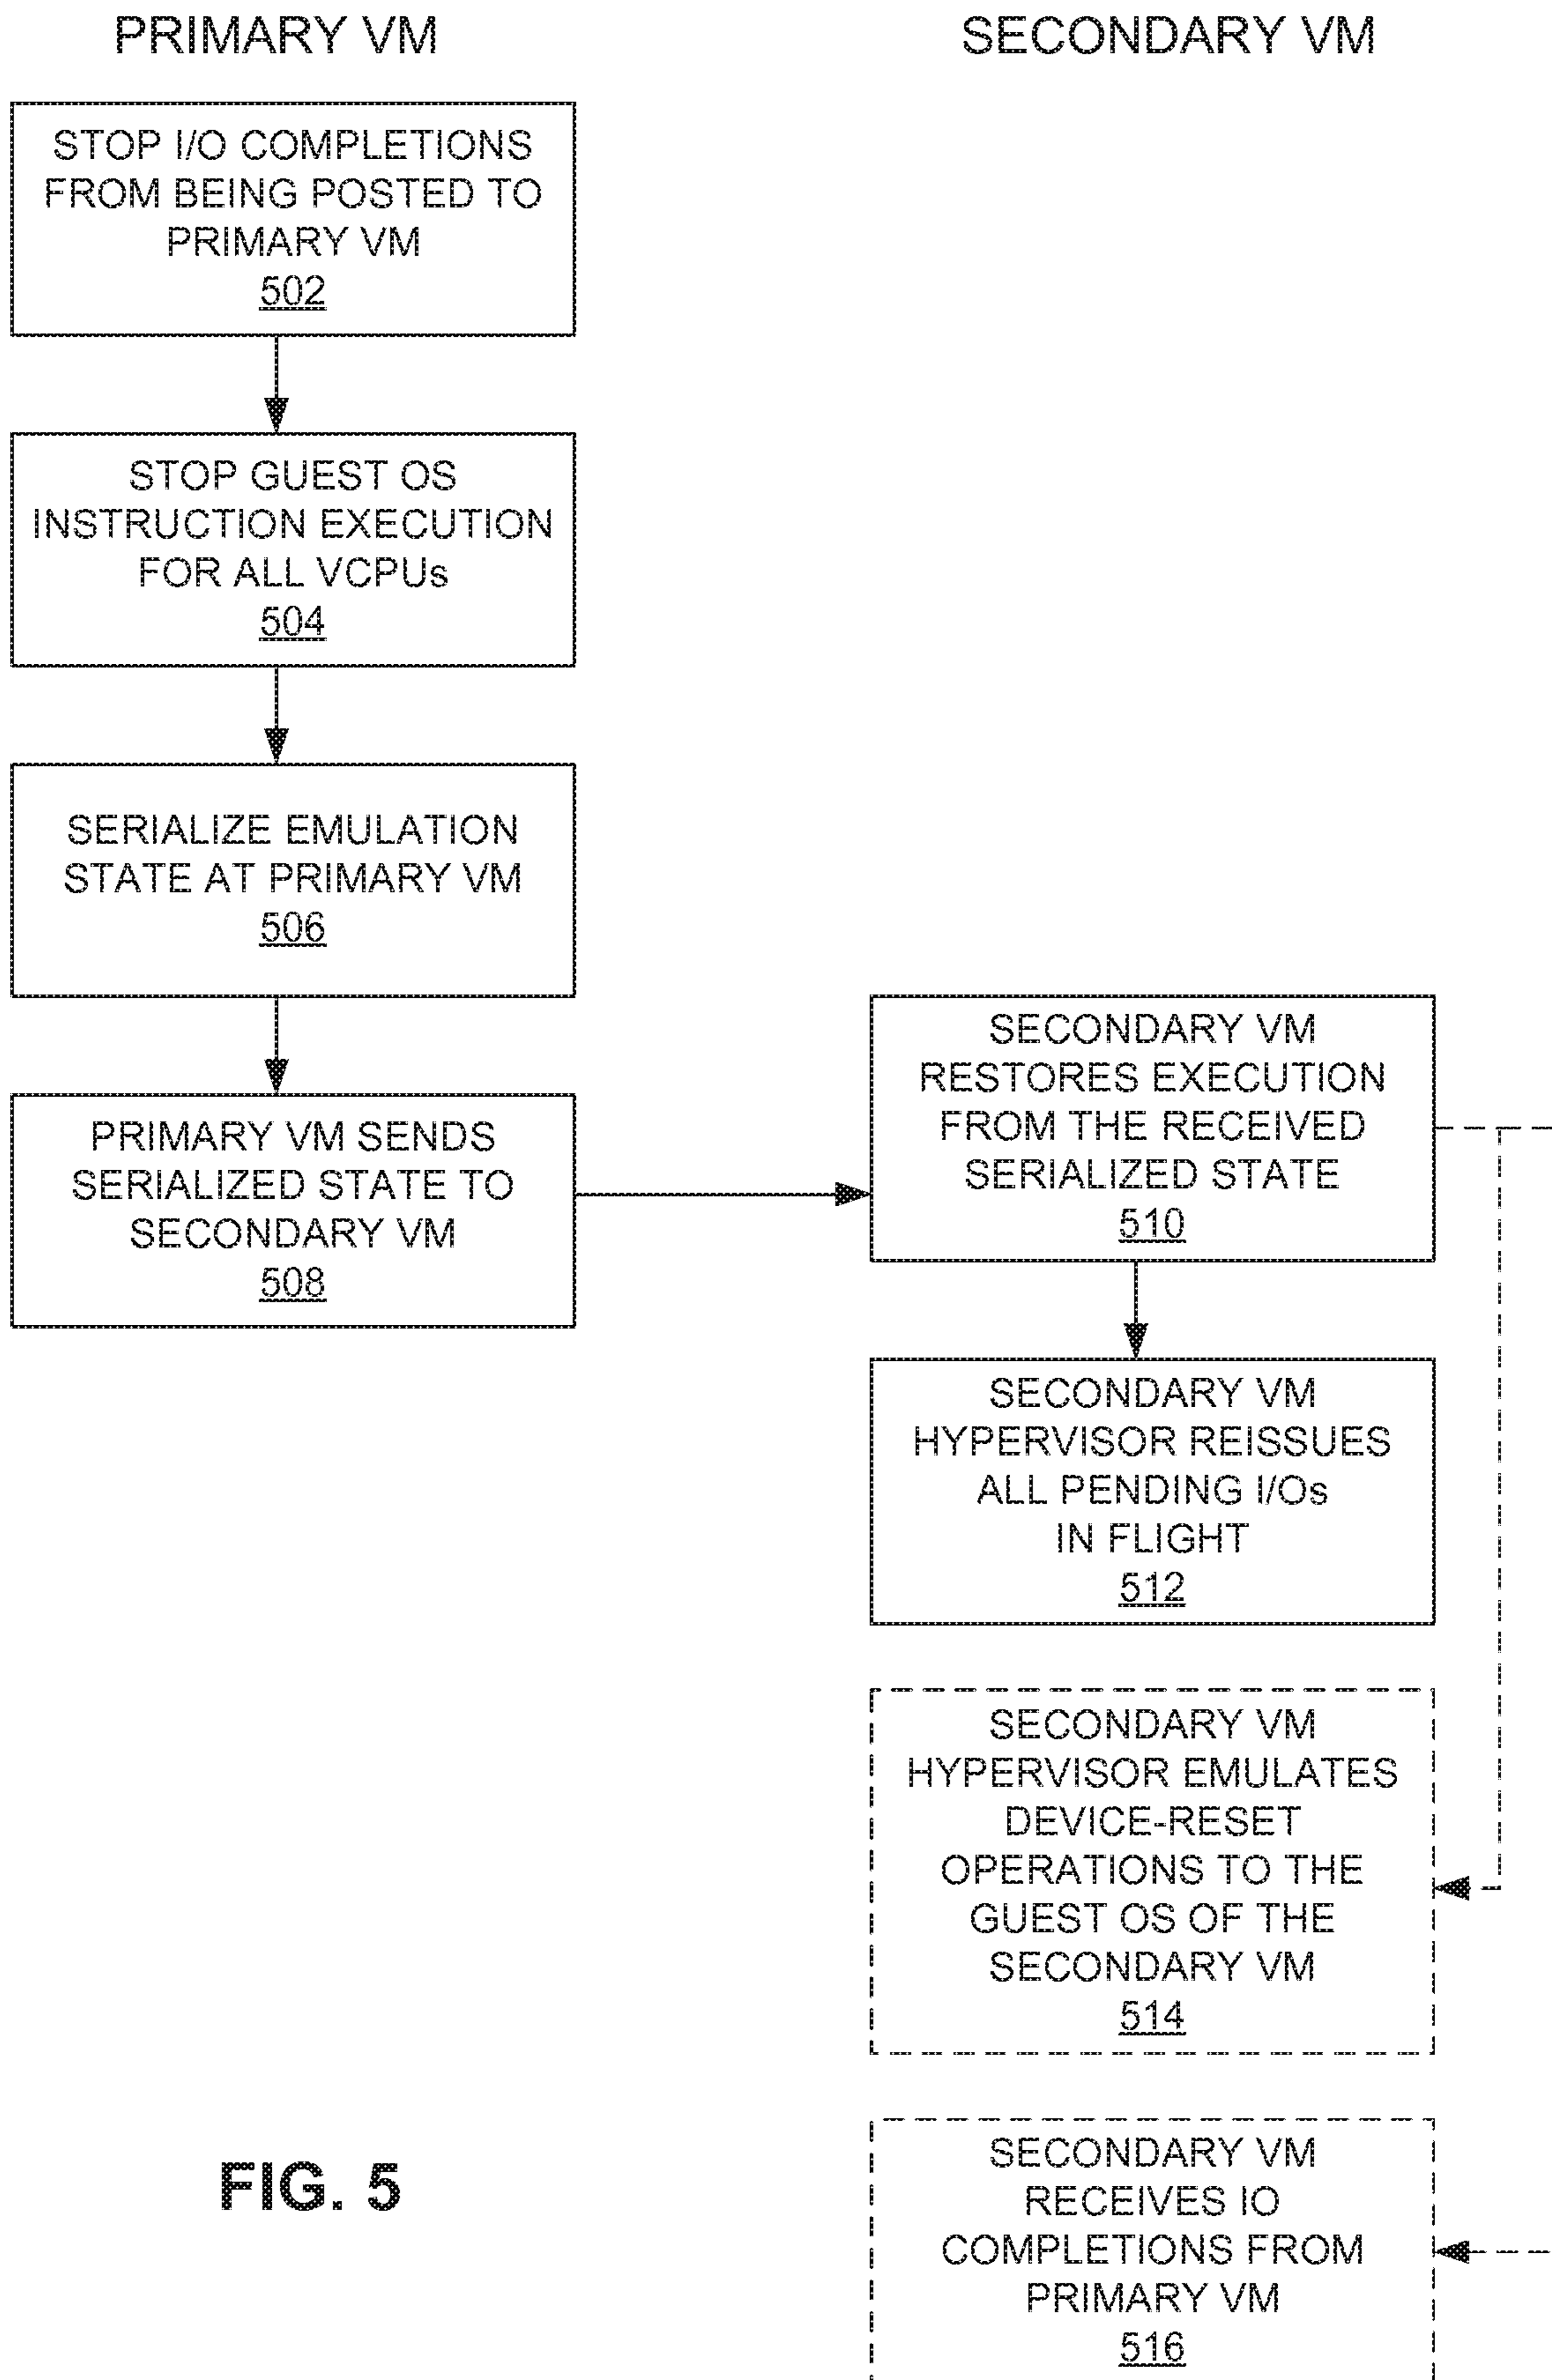 PRIMARY VM
STOP I/O COMPLETIONS
FROM BEING POSTED TO
PRIMARY VM
502
STOP GUEST OS
INSTRUCTION EXECUTION
FOR ALL VCPUs
504
SERIALIZE EMULATION
STATE AT PRIMARY VM
506
PRIMARY VM SENDS
SERIALIZED STATE TO
SECONDARY VM
508
SECONDARY VM
SECONDARY VM
RESTORES EXECUTION
FROM THE RECEIVED
SERIALIZED STATE
510
SECONDARY VM
HYPERVISOR REISSUES
ALL PENDING I/Os
IN FLIGHT
512
SECONDARY VM
HYPERVISOR EMULATES
DEVICE-RESET
OPERATIONS TO THE
GUEST OS OF THE
SECONDARY VM
514
SECONDARY VM
RECEIVES IO
COMPLETIONS FROM
PRIMARY VM
516
FIG. 5